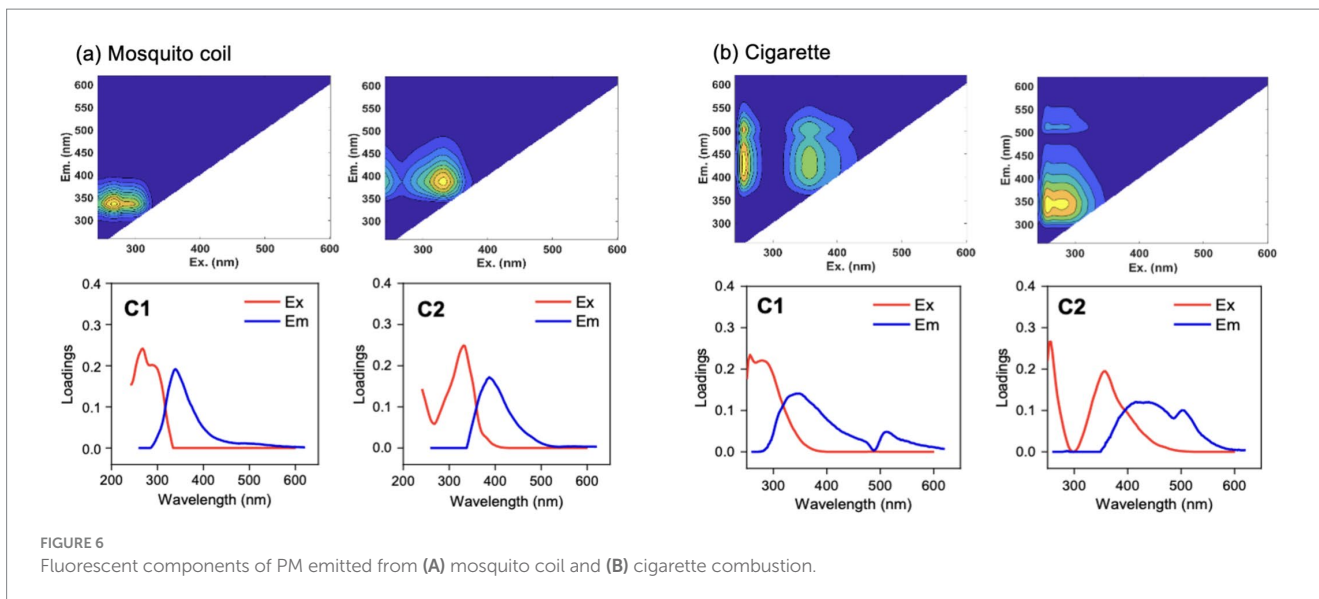 (a) Mosquito coil
(b) Cigarette
600
550
500
450
400
350
300
Em. (nm)
300
400
500
600
Ex. (nm)
600
550
500
450
400
350
300
Em. (nm)
300
400
500
600
Ex. (nm)
600
550
500
450
400
350
300
Em. (nm)
300
400
500
600
Ex. (nm)
600
550
500
450
400
350
300
Em. (nm)
300
400
500
600
Ex. (nm)
C1
Ex
Em
0.4
0.3
0.2
0.1
0.0
Loadings
200
300
400
500
600
Wavelength (nm)
C2
Ex
Em
0.4
0.3
0.2
0.1
0.0
Loadings
200
300
400
500
600
Wavelength (nm)
C1
Ex
Em
0.4
0.3
0.2
0.1
0.0
Loadings
300
400
500
600
Wavelength (nm)
C2
Ex
Em
0.4
0.3
0.2
0.1
0.0
Loadings
300
400
500
600
Wavelength (nm)
FIGURE 6
Fluorescent components of PM emitted from (A) mosquito coil and (B) cigarette combustion.